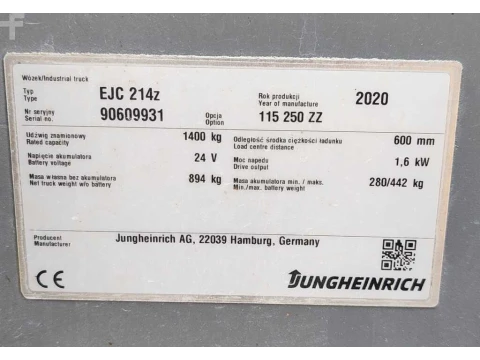 Wózek/Industrial truck
Typ
Type
EJC 214z
Rok produkcji
Year of manufacture
2020
Nr seryjny
Serial no.
90609931
Opcja
Option
115 250 ZZ
Udźwig znamionowy
Rated capacity
1400 kg
Odległość środka ciężkości ładunku
Load centre distance
600 mm
Napięcie akumulatora
Battery voltage
24 V
Moc napędu
Drive output
1,6 kW
Masa własna bez akumulatora
Net truck weight w/o battery
894 kg
Masa akumulatora min. / maks.
Min./max. battery weight
280/442 kg
Producent
Manufacturer
Jungheinrich AG, 22039 Hamburg, Germany
CE
JUNGHEINRICH